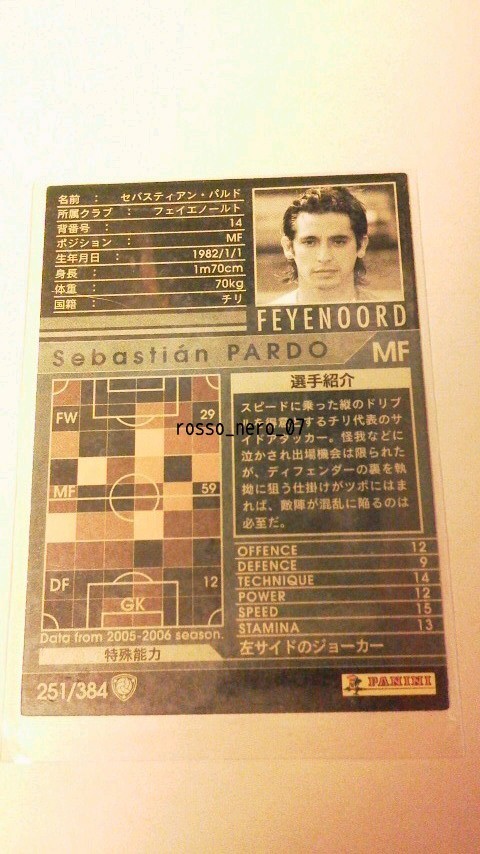 名前 : セバスティアン・パルド
所属クラブ : フェイエノールト
背番号 : 14
ポジション : MF
生年月日 : 1982/1/1
身長 : 1m70cm
体重 : 70kg
国籍 : チリ
FEYENOORD
Sebastián PARDO MF
選手紹介
スピードに乗った縦のドリブ
するチリ代表のサ
イドアタッカー。怪我などに
泣かされ出場機会は限られた
が、ディフェンダーの裏を執
拗に狙う仕掛けがツボにはま
れば、敵陣が混乱に陥るのは
必至だ。
rosso_nero_07
FW 29
MF 59
DF 12
GK
Data from 2005-2006 season.
OFFENCE 12
DEFENCE 9
TECHNIQUE 14
POWER 12
SPEED 15
STAMINA 13
特殊能力 左サイドのジョーカー
251/384
PANINI